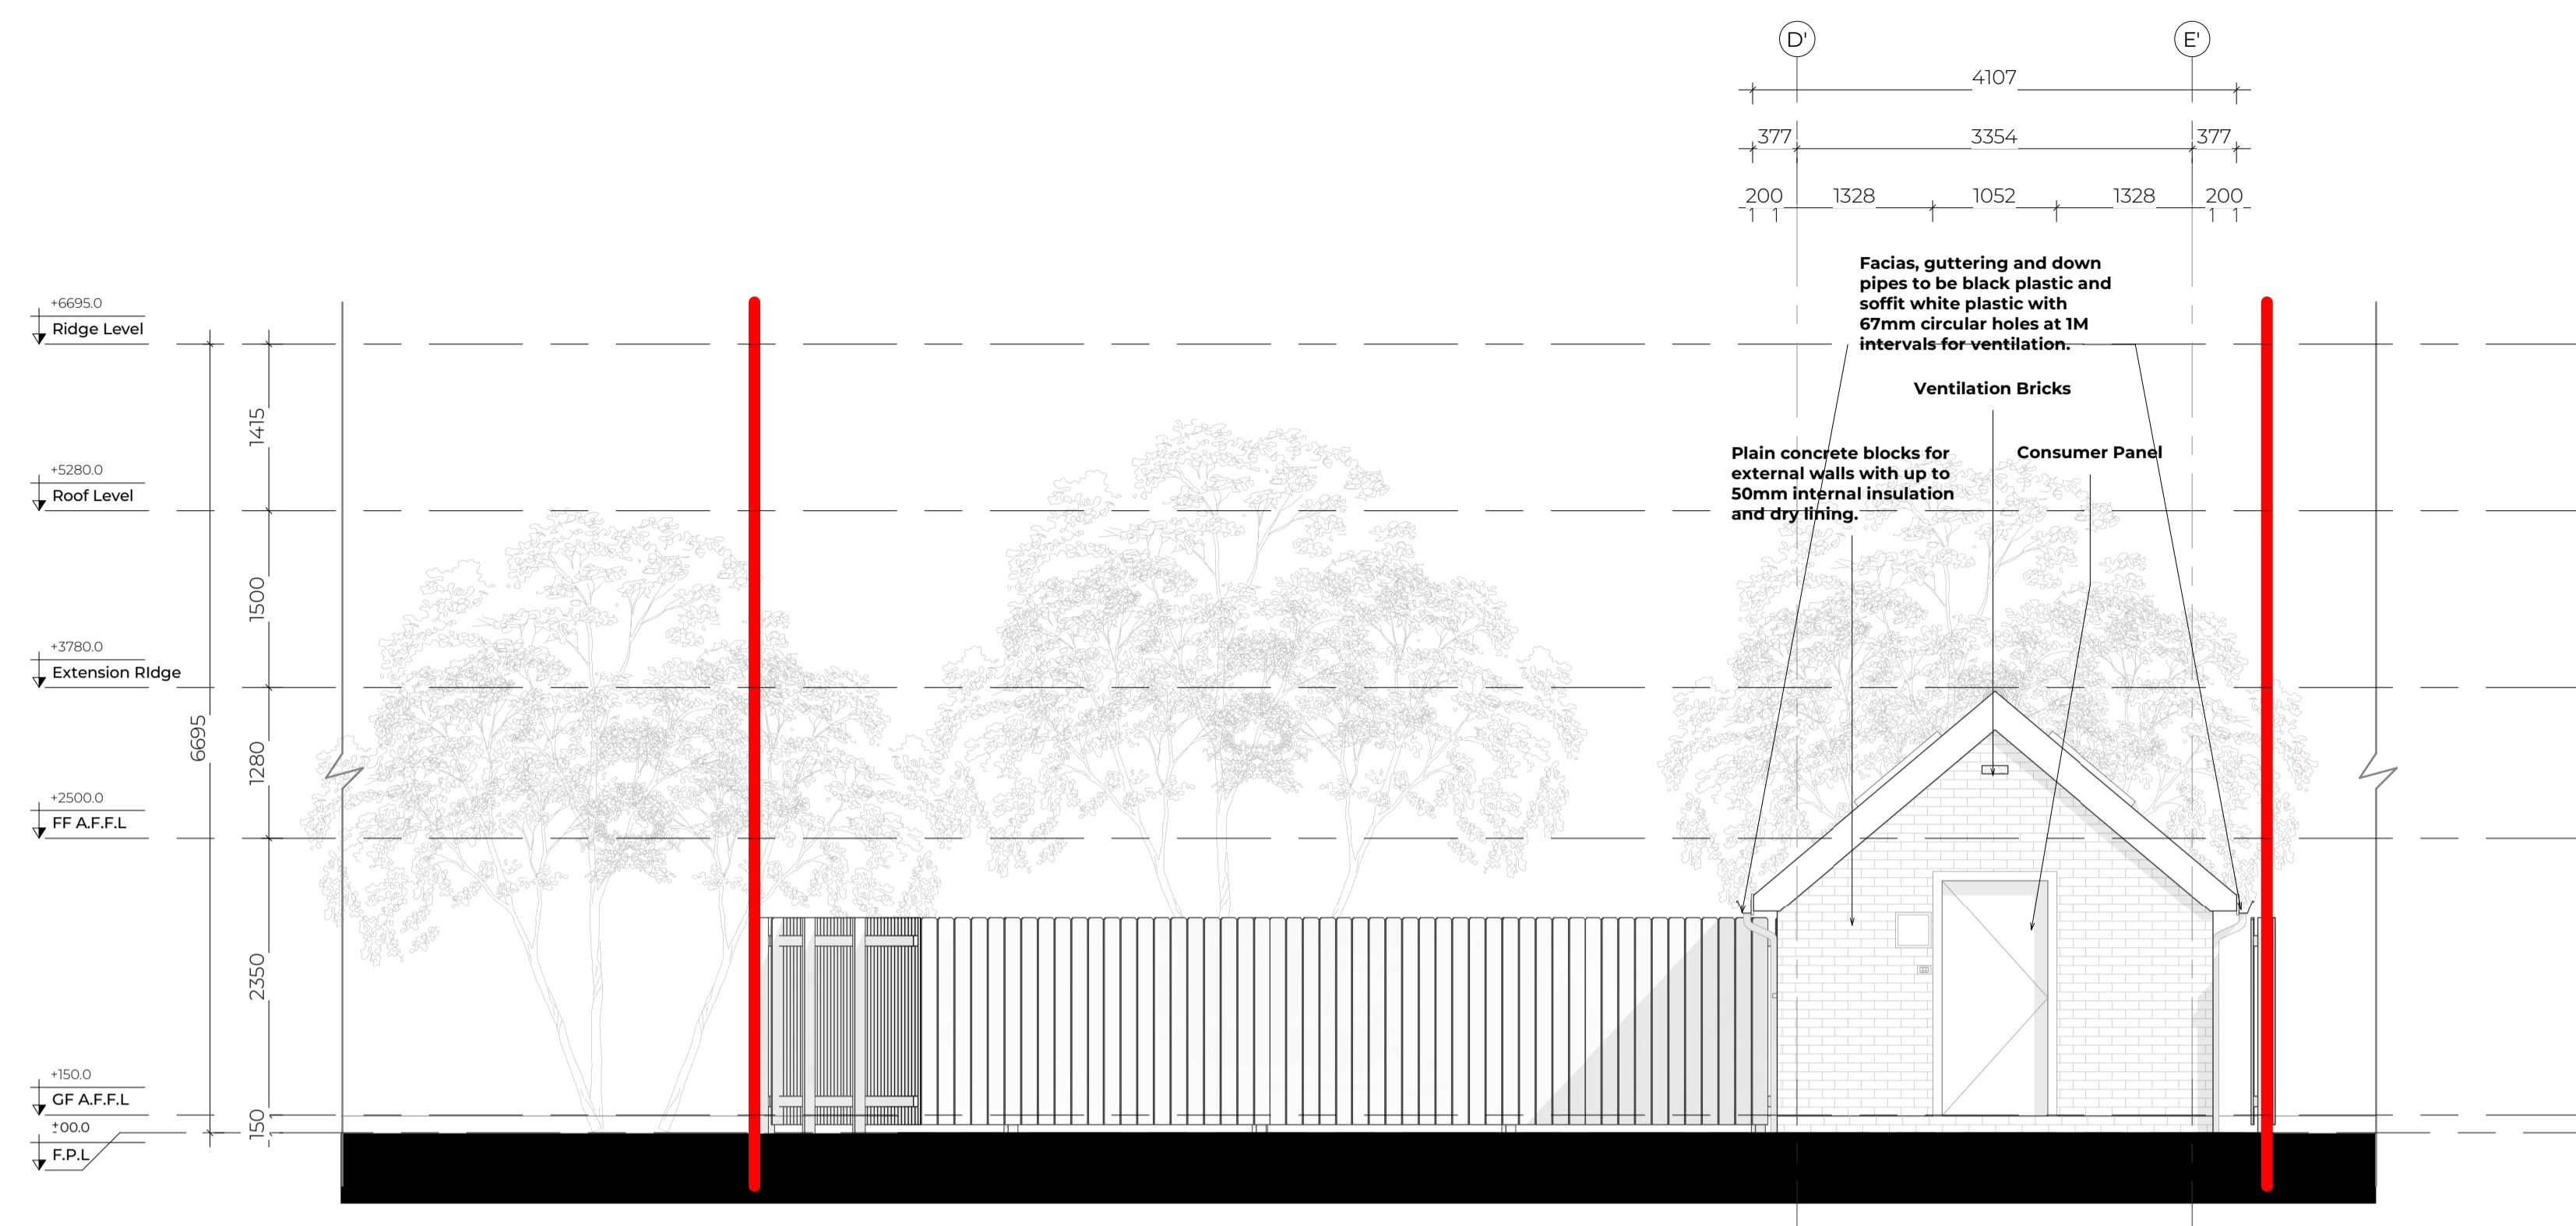 D'
E'
4107
377
3354
377
200
1328
1052
1328
200
Facias, guttering and down
pipes to be black plastic and
soffit white plastic with
67mm circular holes at 1M
intervals for ventilation.
Ventilation Bricks
Plain concrete blocks for
external walls with up to
50mm internal insulation
and dry lining.
Consumer Panel
+6695.0
Ridge Level
+5280.0
Roof Level
+3780.0
Extension RIdge
+2500.0
FF A.F.F.L
+150.0
GF A.F.F.L
±00.0
F.P.L
6695
1415
1500
1280
2350
150